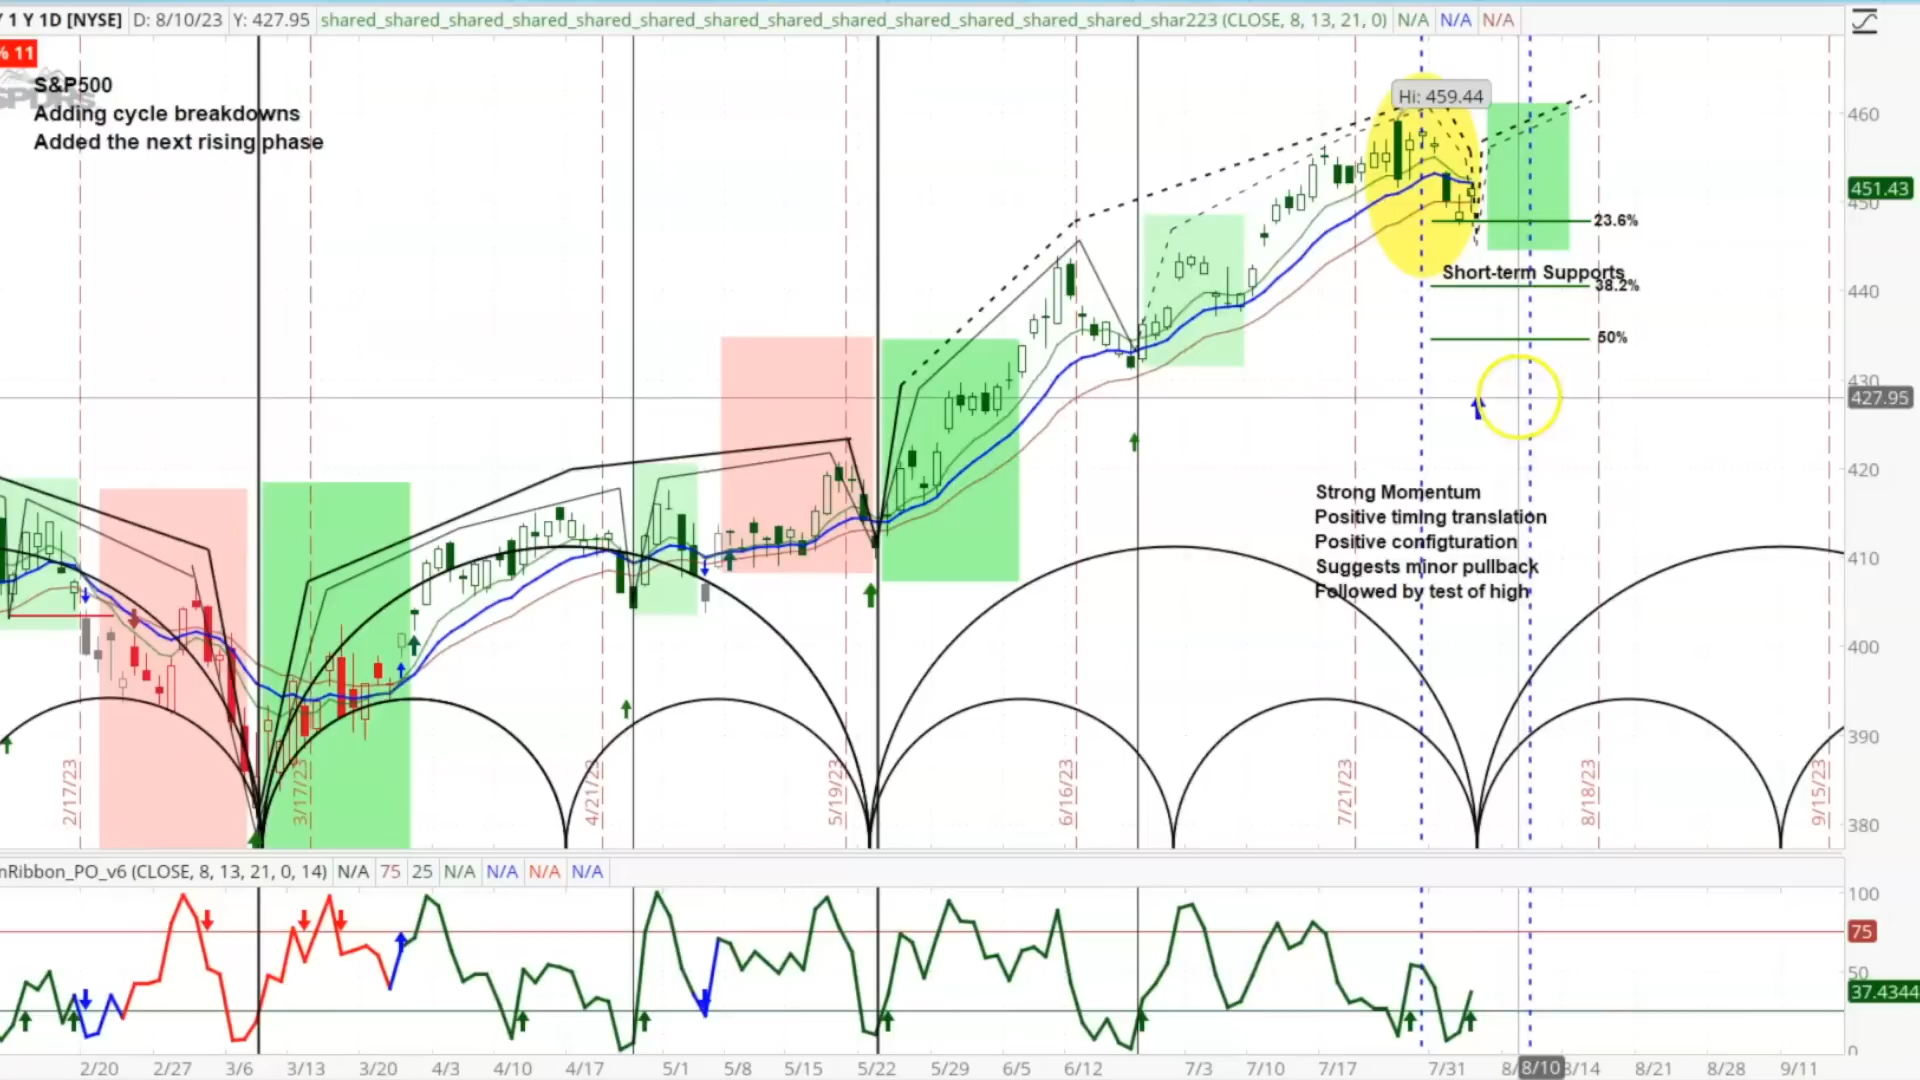 / 1 Y 1D [NYSE] D: 8/10/23 Y: 427.95 shared_shared_shared_shared_shared_shared_shared_shared_shared_shared_shared_shar223 (CLOSE, 8, 13, 21, 0) N/A N/A N/A
% 11
S&P500
Adding cycle breakdowns
Added the next rising phase
Hi: 459.44
460
451.43
450
23.6%
Short-term Supports
38.2%
440
50%
430
427.95
420
Strong Momentum
Positive timing translation
Positive configturation
Suggests minor pullback
Followed by test of high
410
400
390
380
2/17/23 3/17/23 4/21/23 5/19/23 6/16/23 7/21/23 8/18/23 9/15/23
nRibbon_PO_v6 (CLOSE, 8, 13, 21, 0, 14) N/A 75 25 N/A N/A N/A N/A
100
75
50
37.4344
0
2/20 2/27 3/6 3/13 3/20 4/3 4/10 4/17 5/1 5/8 5/15 5/22 5/29 6/5 6/12 7/3 7/10 7/17 7/31 8/10 8/14 8/21 8/28 9/11